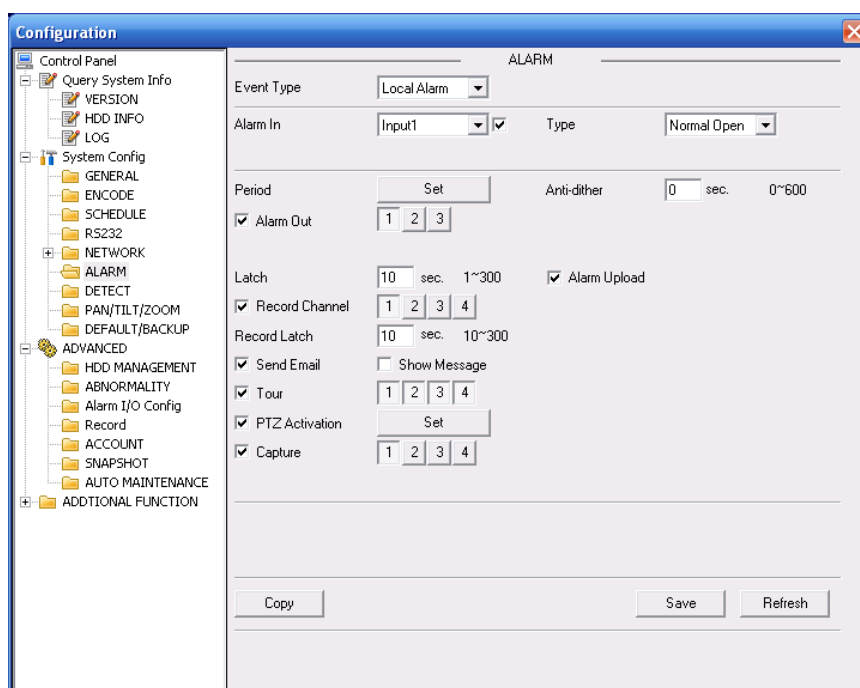 Configuration
Control Panel
Query System Info
VERSION
HDD INFO
LOG
System Config
GENERAL
ENCODE
SCHEDULE
RS232
NETWORK
ALARM
DETECT
PAN/TILT/ZOOM
DEFAULT/BACKUP
ADVANCED
HDD MANAGEMENT
ABNORMALITY
Alarm I/O Config
Record
ACCOUNT
SNAPSHOT
AUTO MAINTENANCE
ADDTIONAL FUNCTION
ALARM
Event Type Local Alarm
Alarm In Input1 Type Normal Open
Period Set Anti-dither 0 sec. 0~600
Alarm Out 1 2 3
Latch 10 sec. 1~300 Alarm Upload
Record Channel 1 2 3 4
Record Latch 10 sec. 10~300
Send Email Show Message
Tour 1 2 3 4
PTZ Activation Set
Capture 1 2 3 4
Copy Save Refresh